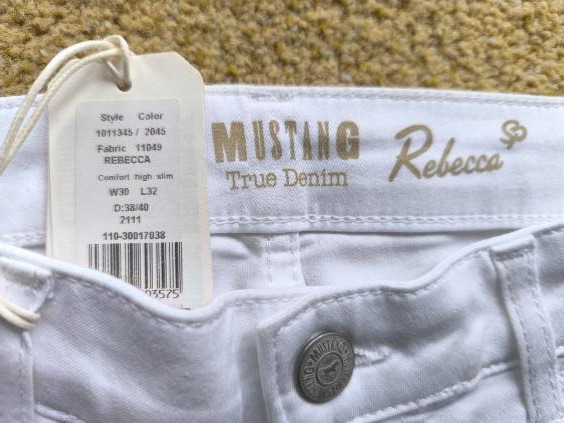 Style Color
1011345 / 2045
Fabric 11049
REBECCA
Comfort high slim
W30 L32
D:38/40
2111
110-30017038
03575
MUSTANG
True Denim
Rebecca
MUSTANG